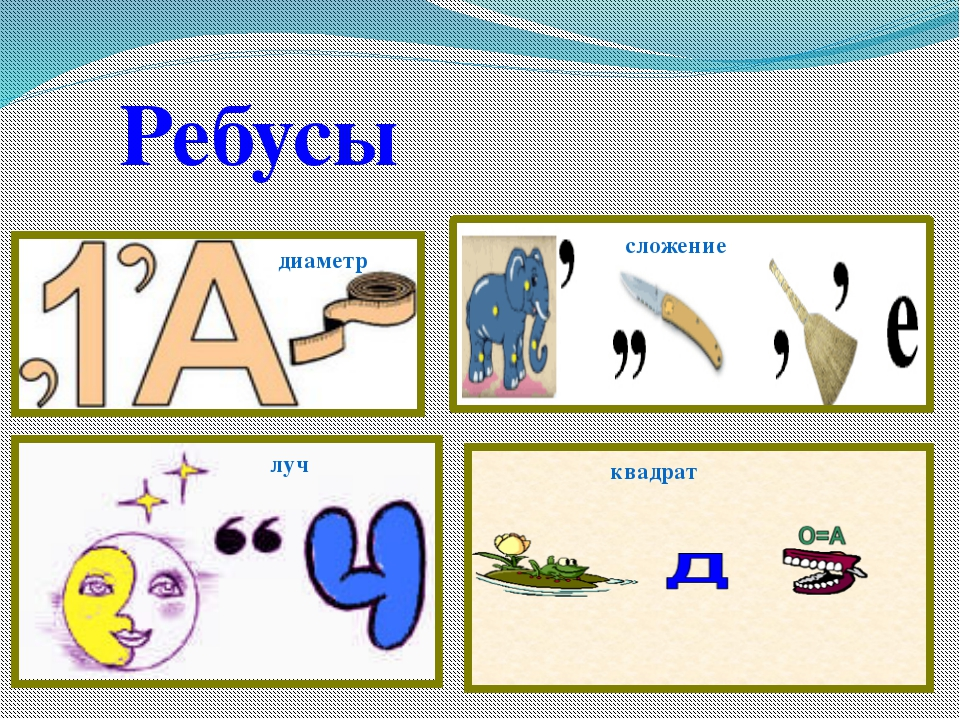 Ребусы
,1’А
диаметр
’ сложение
„ , ’ е
луч
“ Ч
квадрат
О=А
д